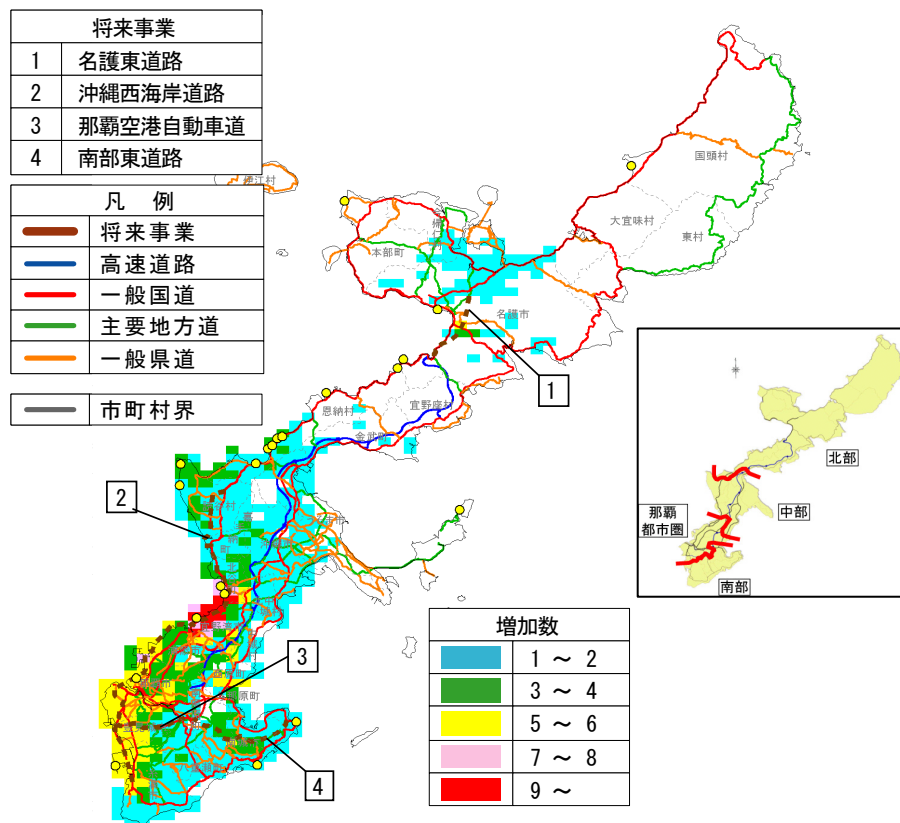 将来事業
1 名護東道路
2 沖縄西海岸道路
3 那覇空港自動車道
4 南部東道路
凡 例
将来事業
高速道路
一般国道
主要地方道
一般県道
市町村界
伊江村
国頭村
大宜味村
東村
本部町
名護市
1
恩納村
宜野座村
金武町
2
3
4
北部
中部
那覇
都市圏
南部
増加数
1 ~ 2
3 ~ 4
5 ~ 6
7 ~ 8
9 ~